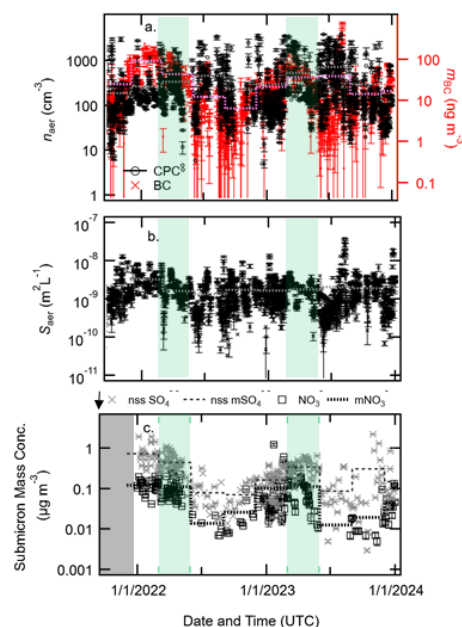 a.
1000
100
10
1
n_aer (cm⁻³)
100
10
1
0.1
m_BC (ng m⁻³)
CPC
BC
b.
10⁻⁷
10⁻⁸
10⁻⁹
10⁻¹⁰
10⁻¹¹
S_aer (m² L⁻¹)
nss SO₄ nss mSO₄ NO₃ mNO₃
c.
1
0.1
0.01
0.001
Submicron Mass Conc.
(µg m⁻³)
1/1/2022 1/1/2023 1/1/2024
Date and Time (UTC)